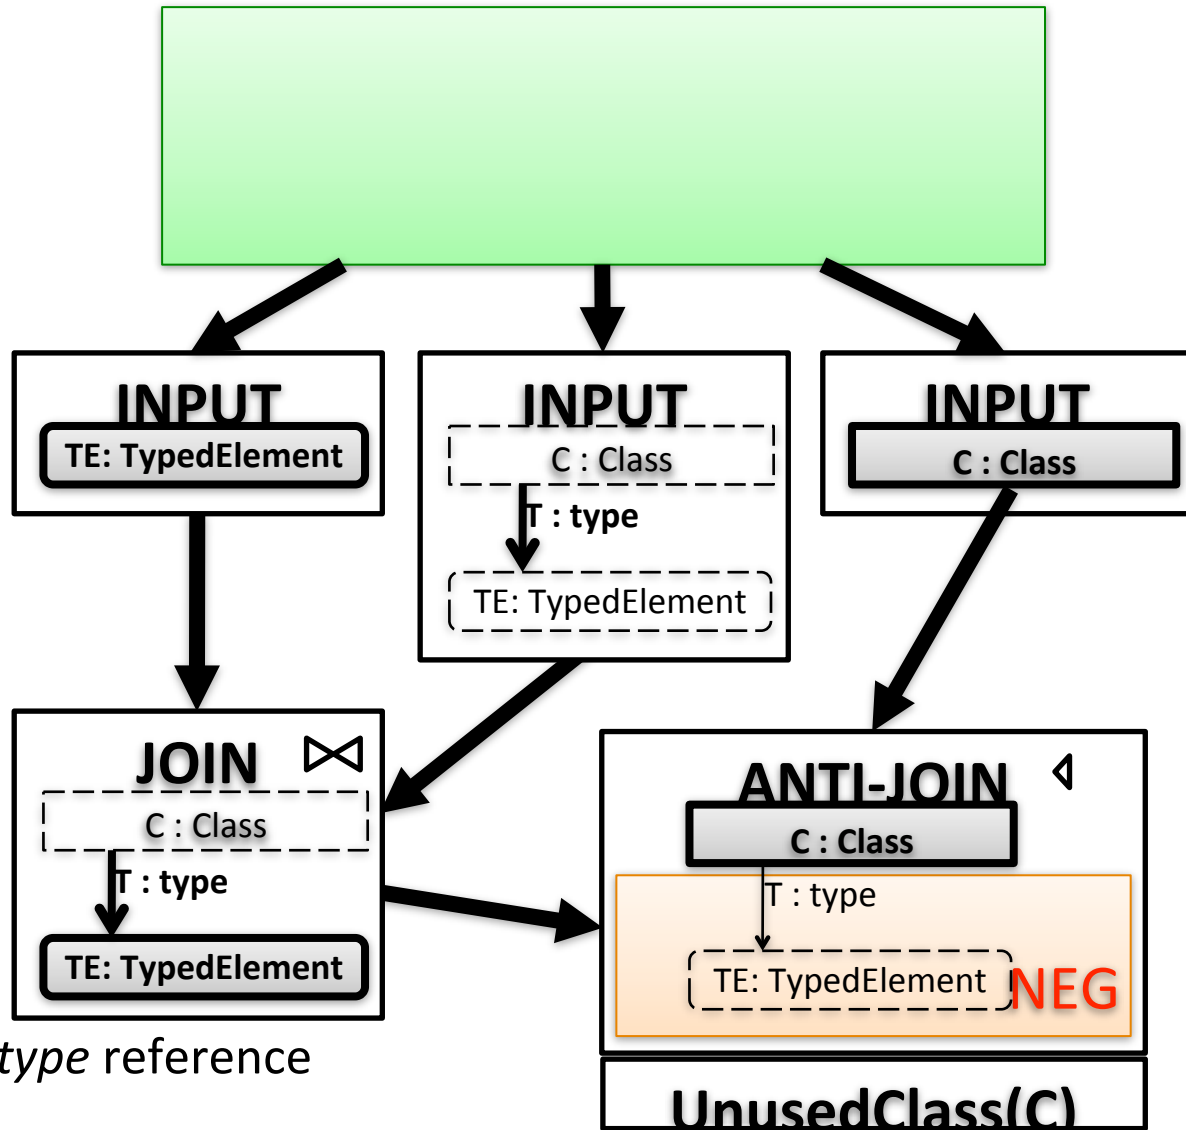 INPUT
TE: TypedElement
INPUT
C : Class
T : type
TE: TypedElement
INPUT
C : Class
JOIN
C : Class
T : type
TE: TypedElement
type reference
ANTI-JOIN
C : Class
T : type
TE: TypedElement
NEG
UnusedClass(C)